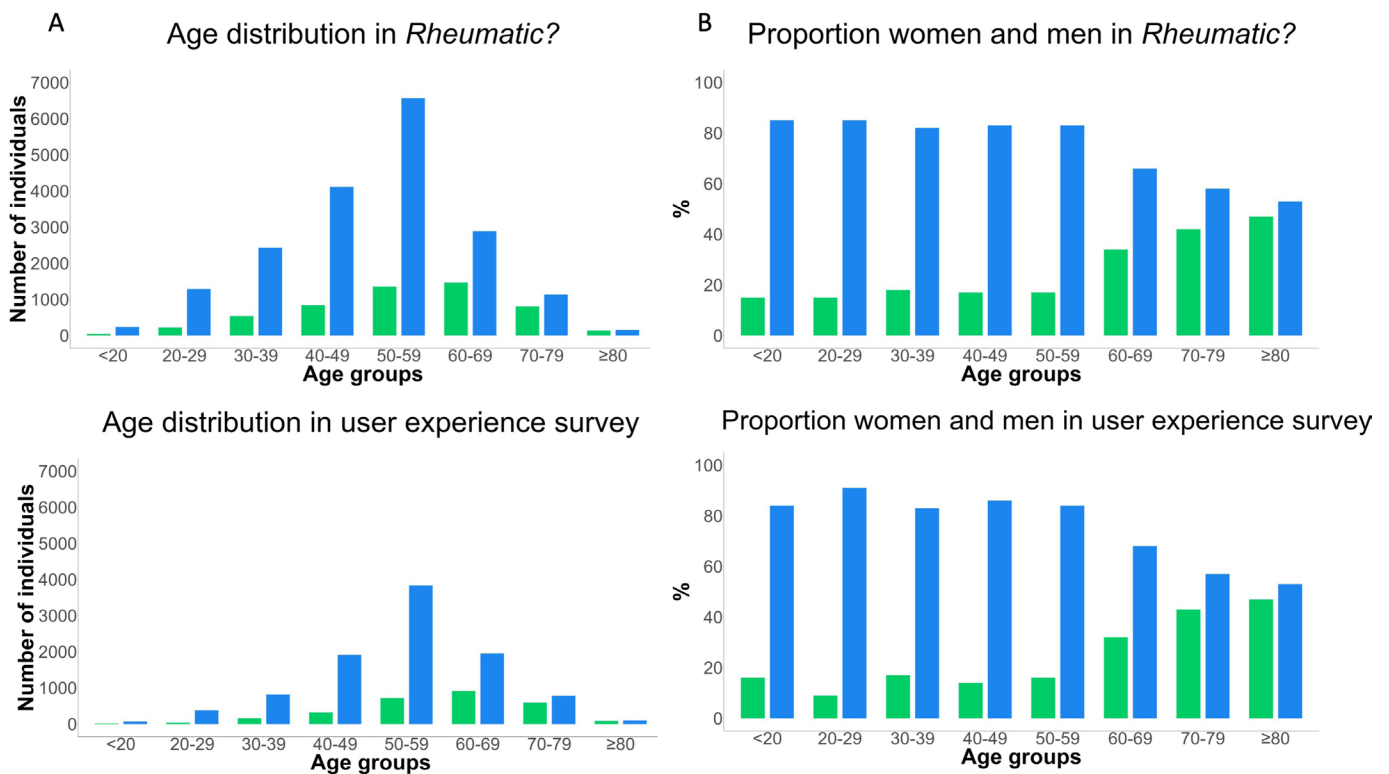 A
Age distribution in Rheumatic?
Number of individuals
7000
6000
5000
4000
3000
2000
1000
0
<20 20-29 30-39 40-49 50-59 60-69 70-79 ≥80
Age groups
B
Proportion women and men in Rheumatic?
%
100
80
60
40
20
0
<20 20-29 30-39 40-49 50-59 60-69 70-79 ≥80
Age groups
Age distribution in user experience survey
Number of individuals
7000
6000
5000
4000
3000
2000
1000
0
<20 20-29 30-39 40-49 50-59 60-69 70-79 ≥80
Age groups
Proportion women and men in user experience survey
%
100
80
60
40
20
0
<20 20-29 30-39 40-49 50-59 60-69 70-79 ≥80
Age groups